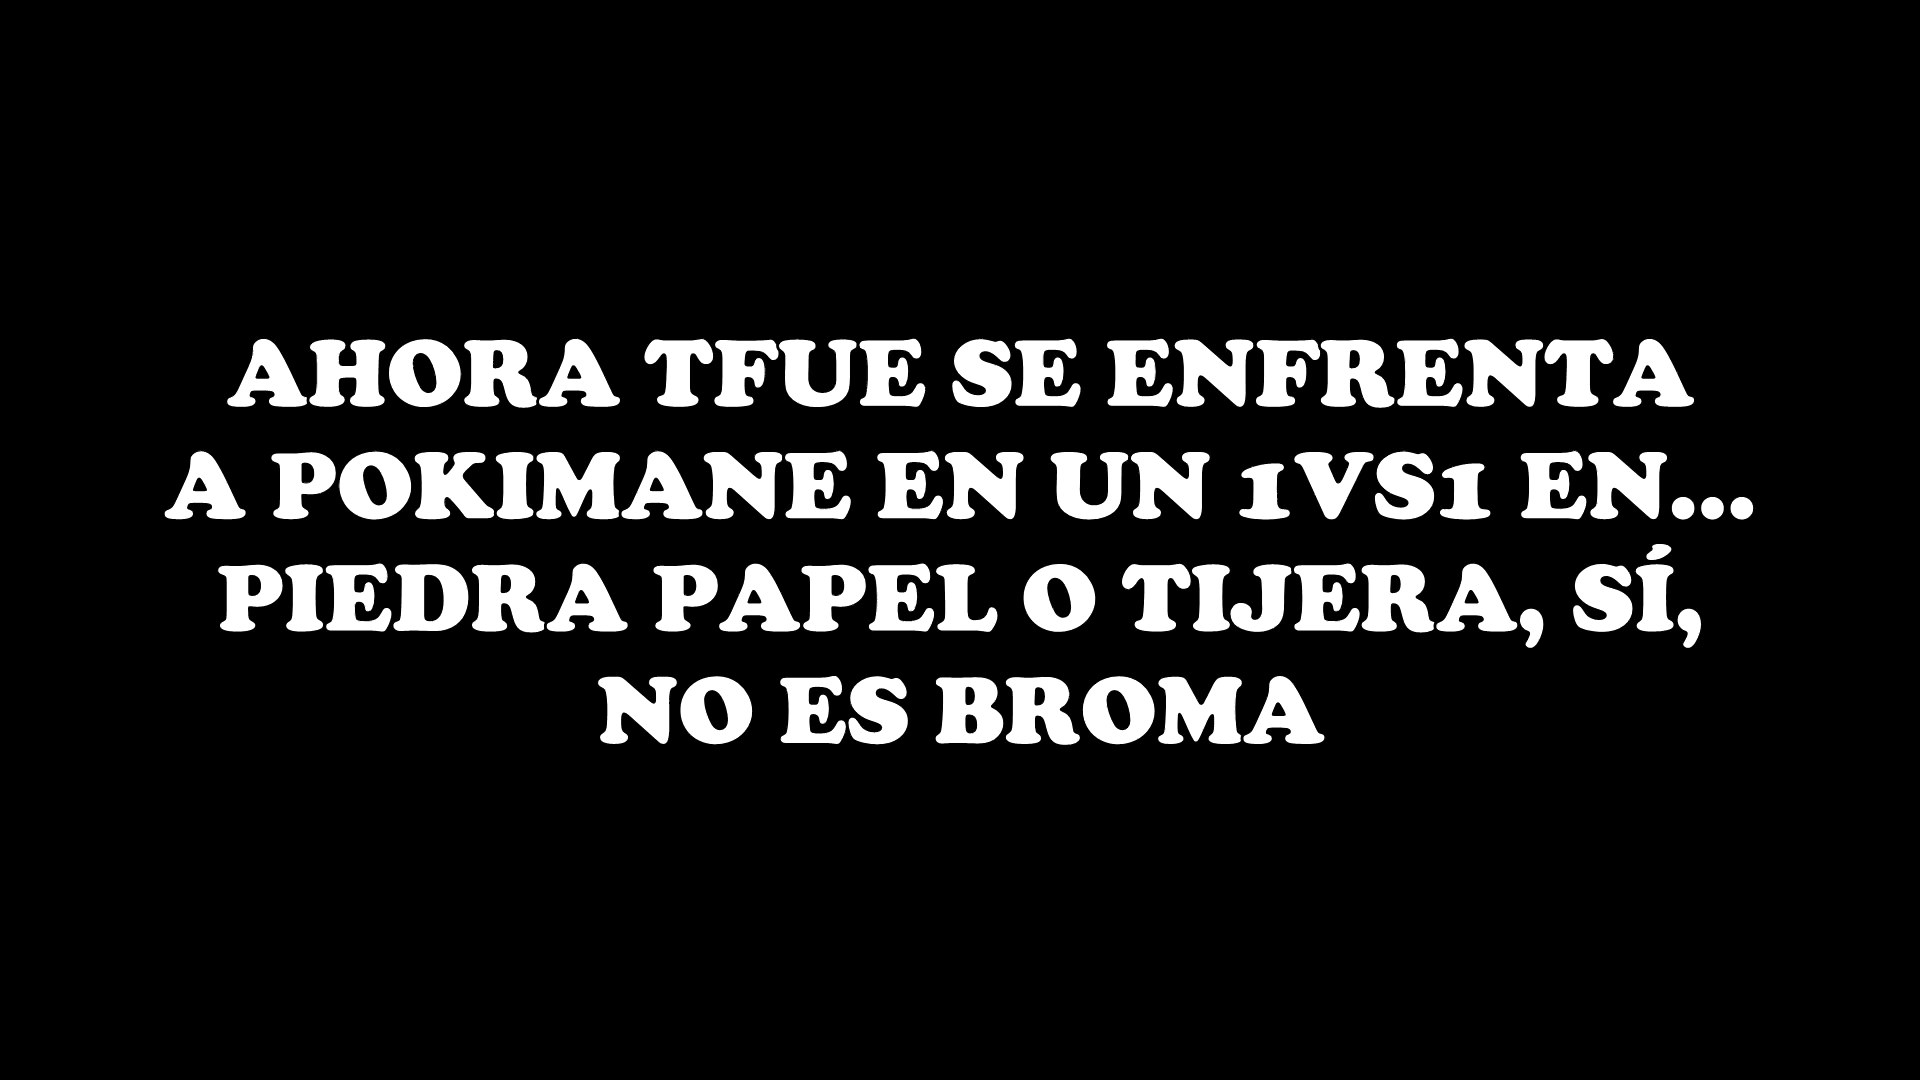 AHORA TFUE SE ENFRENTA
A POKIMANE EN UN 1VS1 EN...
PIEDRA PAPEL O TIJERA, SÍ,
NO ES BROMA